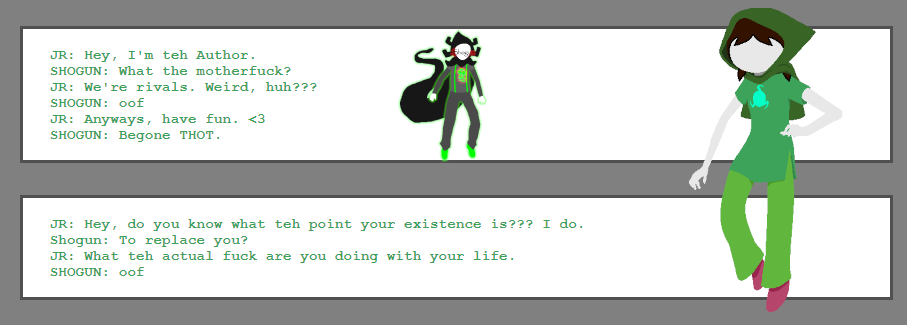 JR: Hey, I'm teh Author.
SHOGUN: What the motherfuck?
JR: We're rivals. Weird, huh???
SHOGUN: oof
JR: Anyways, have fun. <3
SHOGUN: Begone THOT.
JR: Hey, do you know what teh point your existence is??? I do.
Shogun: To replace you?
JR: What teh actual fuck are you doing with your life.
SHOGUN: oof